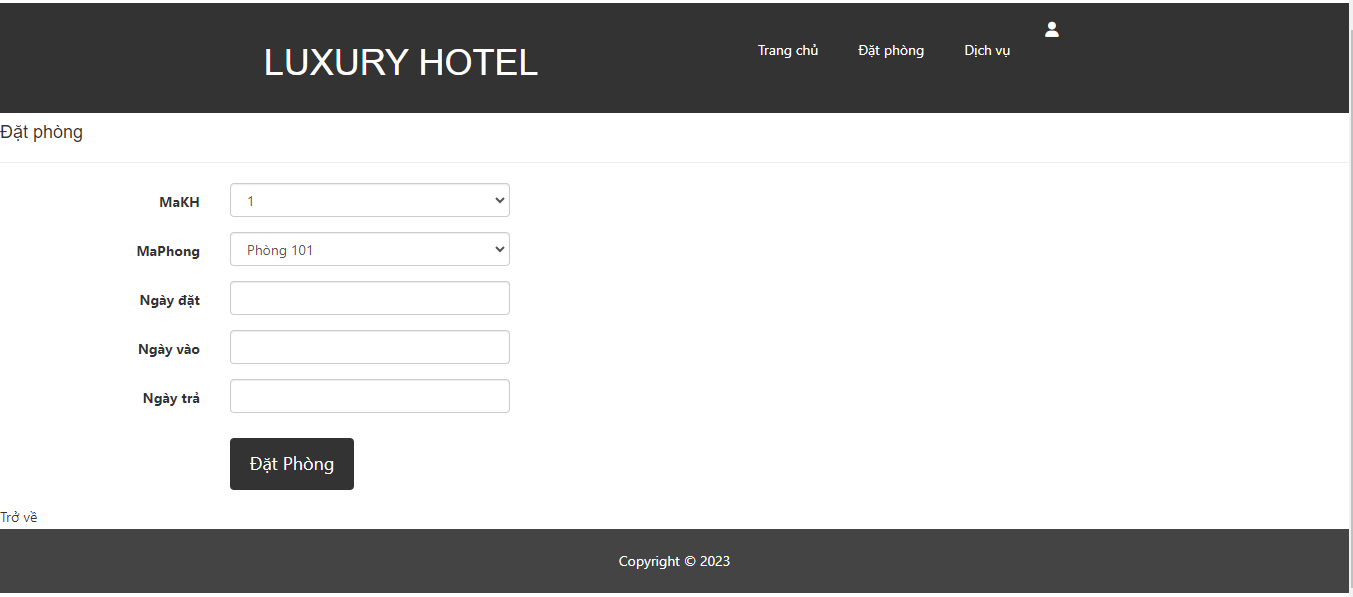 LUXURY HOTEL
Trang chủ Đặt phòng Dịch vụ
Đặt phòng
MaKH 1
MaPhong Phòng 101
Ngày đặt
Ngày vào
Ngày trả
Đặt Phòng
Trở về
Copyright © 2023